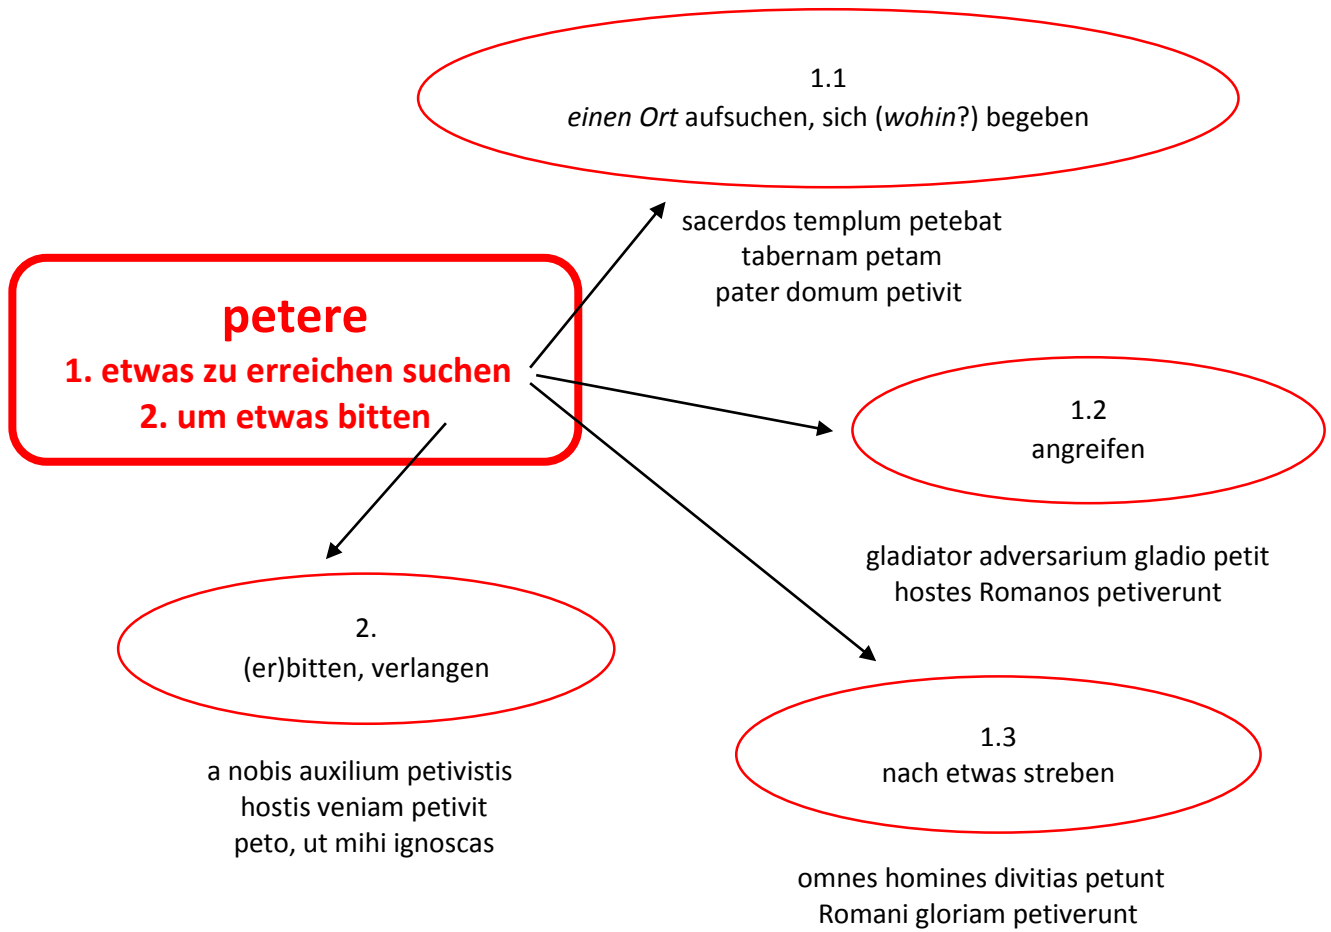 1.1
einen Ort aufsuchen, sich (wohin?) begeben
sacerdos templum petebat
tabernam petam
pater domum petivit
petere
1. etwas zu erreichen suchen
2. um etwas bitten
1.2
angreifen
gladiator adversarium gladio petit
hostes Romanos petiverunt
2.
(er)bitten, verlangen
a nobis auxilium petivistis
hostis veniam petivit
peto, ut mihi ignoscas
1.3
nach etwas streben
omnes homines divitias petunt
Romani gloriam petiverunt